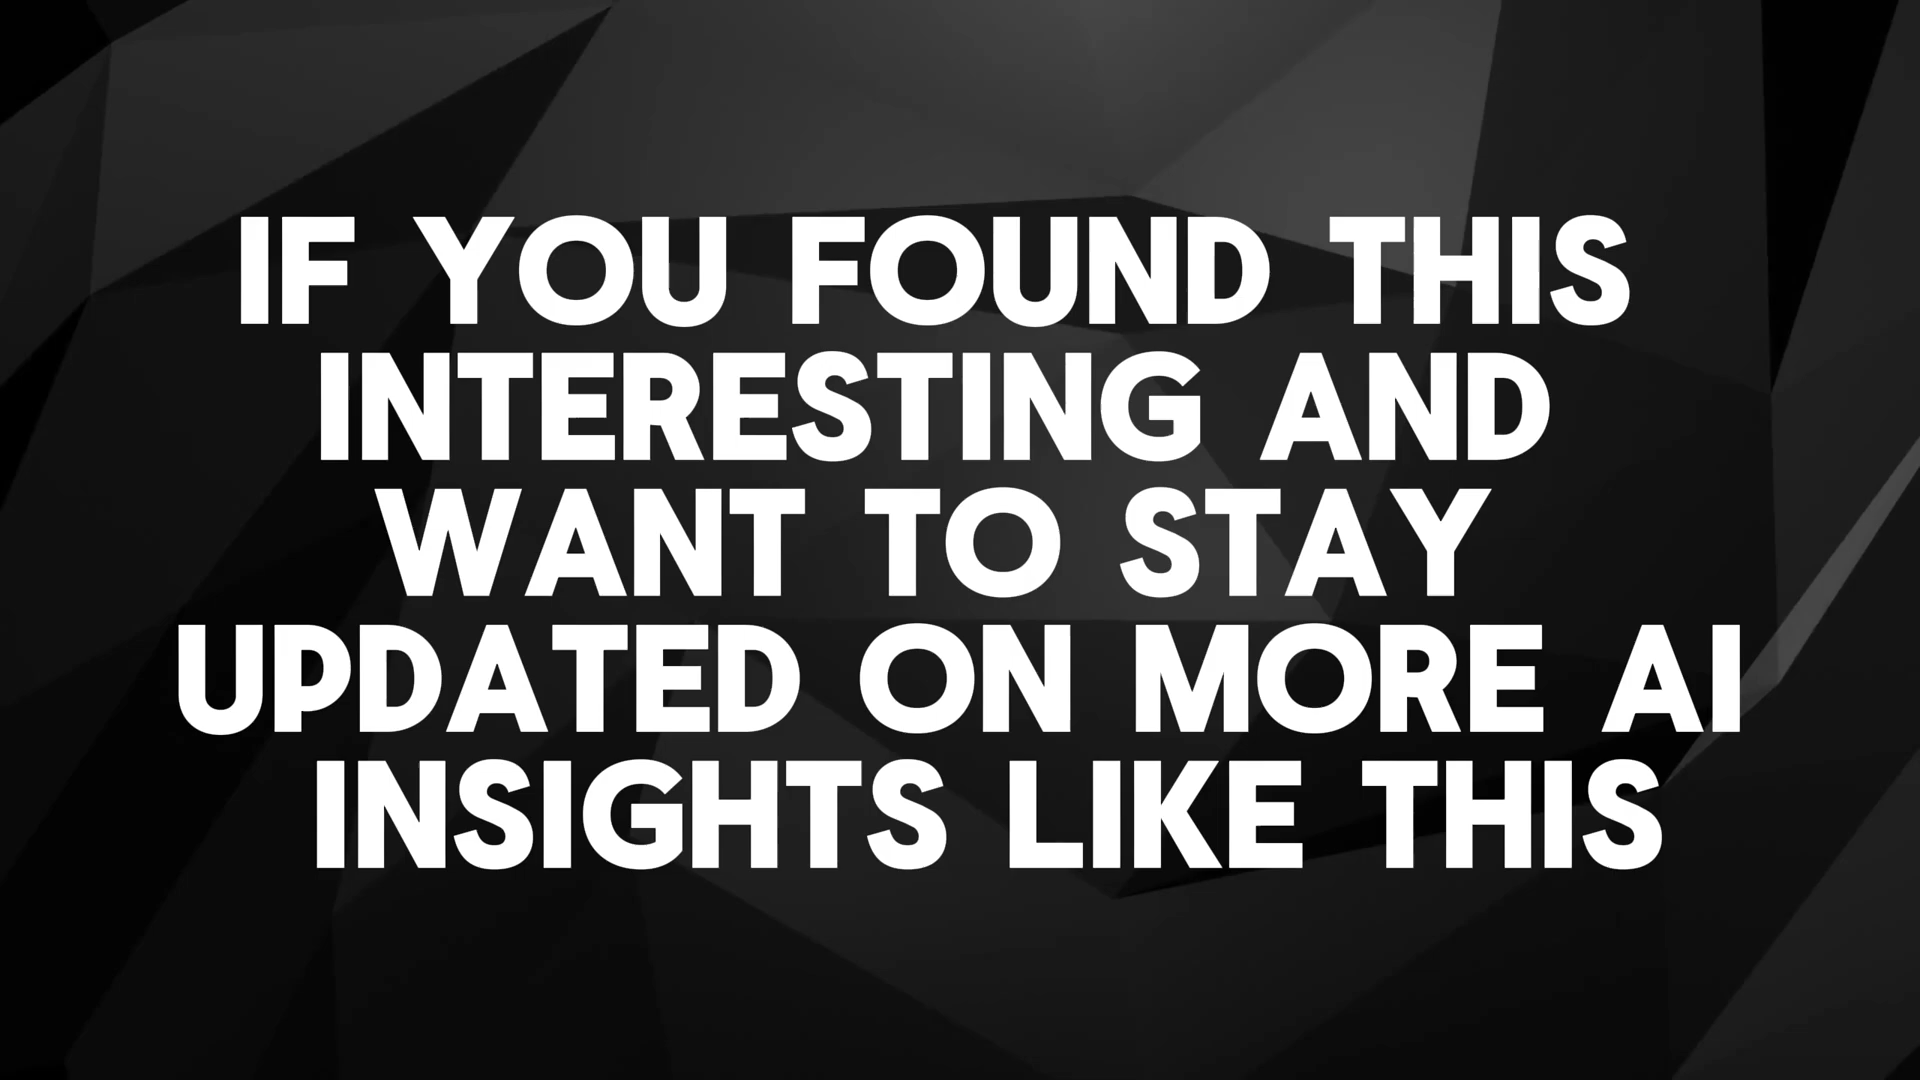 IF YOU FOUND THIS
INTERESTING AND
WANT TO STAY
UPDATED ON MORE AI
INSIGHTS LIKE THIS